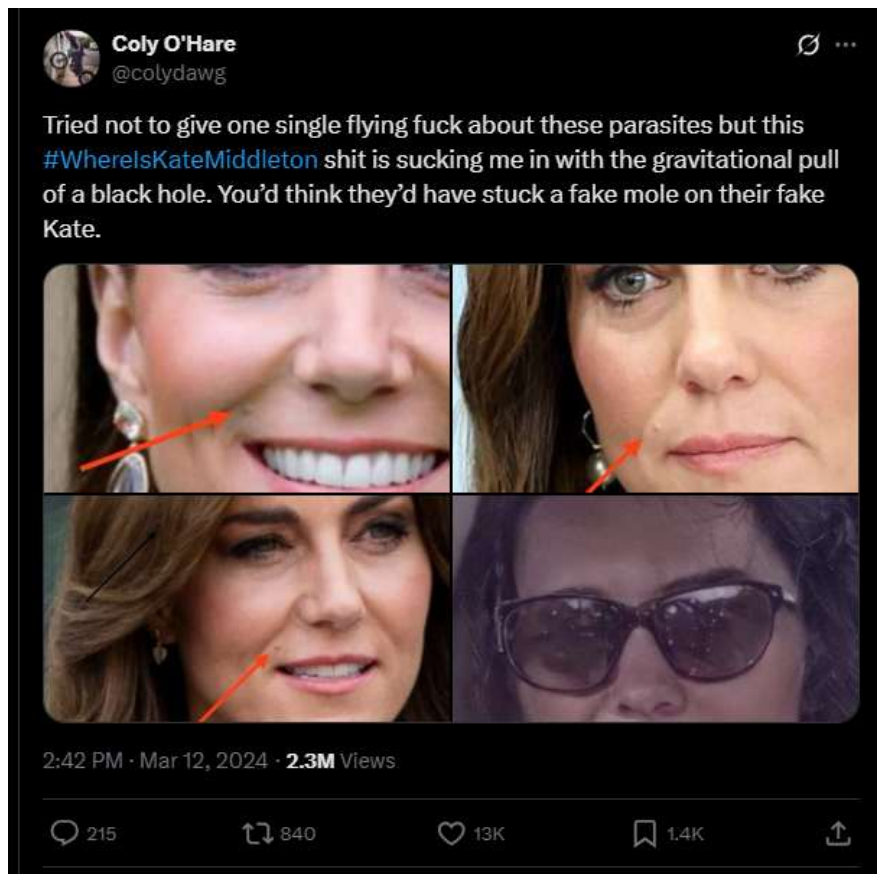 Coly O'Hare
@colydawg
Tried not to give one single flying fuck about these parasites but this
#WhereIsKateMiddleton shit is sucking me in with the gravitational pull
of a black hole. You’d think they’d have stuck a fake mole on their fake
Kate.
2:42 PM · Mar 12, 2024 · 2.3M Views
215 840 13K 1.4K